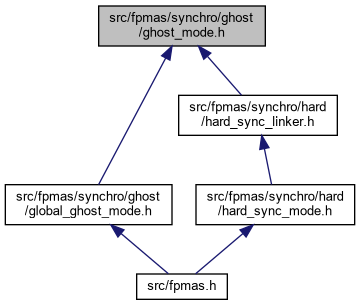 src/fpmas/synchro/ghost
/ghost_mode.h
src/fpmas/synchro/hard
/hard_sync_linker.h
src/fpmas/synchro/ghost
/global_ghost_mode.h
src/fpmas/synchro/hard
/hard_sync_mode.h
src/fpmas.h